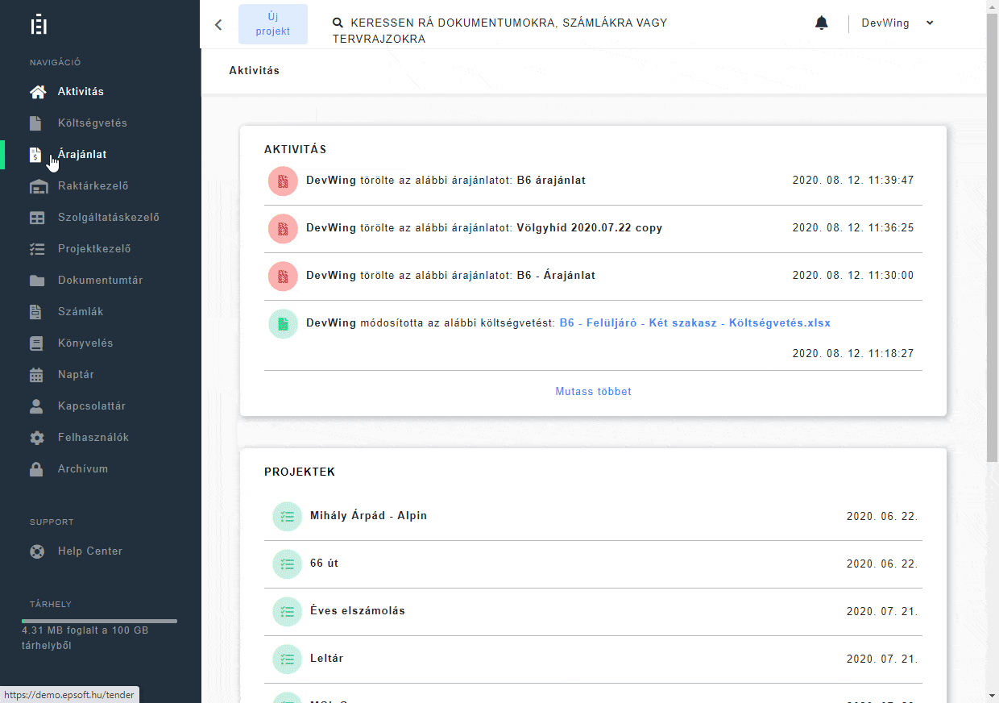 Új
projekt
KERESSEN RÁ DOKUMENTUMOKRA, SZÁMLÁKRA VAGY
TERVRAJZOKRA
DevWing
NAVIGÁCIÓ
Aktivitás
Költségvetés
Árajánlat
Raktárkezelő
Szolgáltatáskezelő
Projektkezelő
Dokumentumtár
Számlák
Könyvelés
Naptár
Kapcsolattár
Felhasználók
Archívum
SUPPORT
Help Center
TÁRHELY
4.31 MB foglalt a 100 GB
tárhelyből
https://demo.epsoft.hu/tender
Aktivitás
AKTIVITÁS
DevWing törölte az alábbi árajánlatot: B6 árajánlat 2020. 08. 12. 11:39:47
DevWing törölte az alábbi árajánlatot: Völgyhíd 2020.07.22 copy 2020. 08. 12. 11:36:25
DevWing törölte az alábbi árajánlatot: B6 - Árajánlat 2020. 08. 12. 11:30:00
DevWing módosította az alábbi költségvetést: B6 - Felüljáró - Két szakasz - Költségvetés.xlsx
2020. 08. 12. 11:18:27
Mutass többet
PROJEKTEK
Mihály Árpád - Alpin 2020. 06. 22.
66 út 2020. 06. 22.
Éves elszámolás 2020. 07. 21.
Leltár 2020. 07. 21.